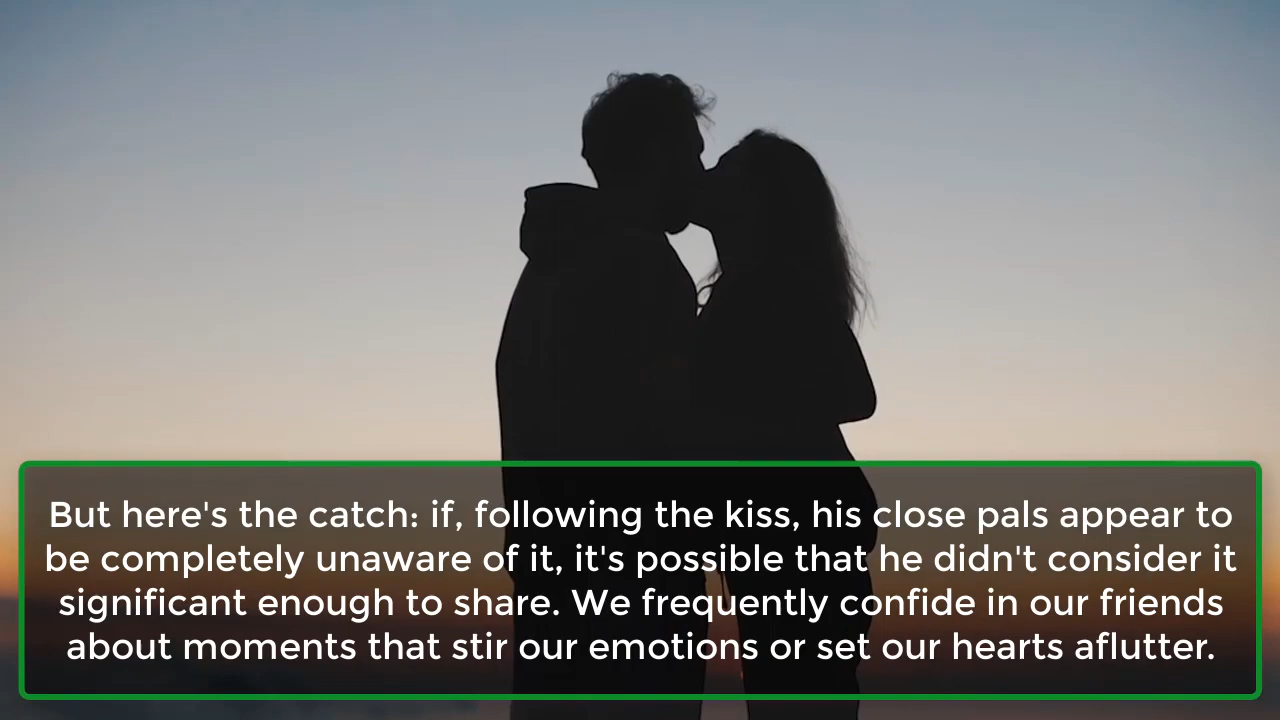 But here's the catch: if, following the kiss, his close pals appear to
be completely unaware of it, it's possible that he didn't consider it
significant enough to share. We frequently confide in our friends
about moments that stir our emotions or set our hearts aflutter.